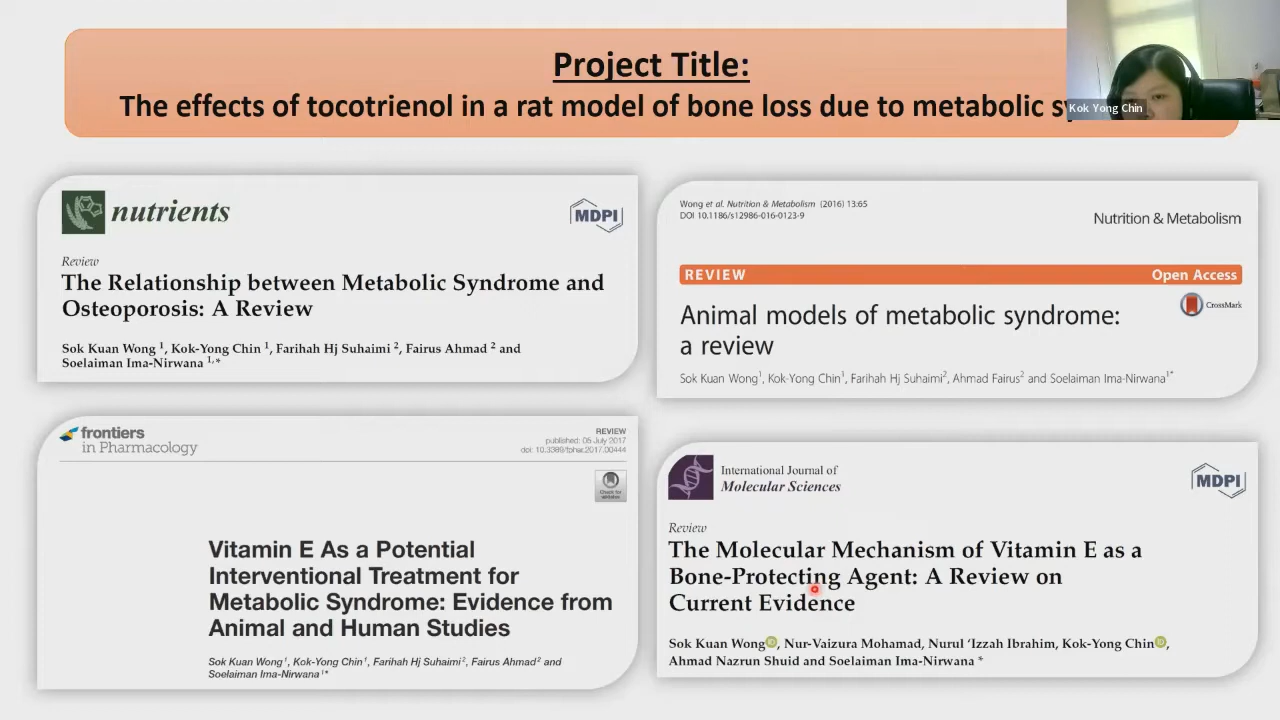 Project Title:
The effects of tocotrienol in a rat model of bone loss due to metabolic
Kok Yong Chin
nutrients
MDPI
Review
The Relationship between Metabolic Syndrome and
Osteoporosis: A Review
Sok Kuan Wong 1, Kok-Yong Chin 1, Farihah Hj Suhaimi 2, Fairus Ahmad 2 and
Soelaiman Ima-Nirwana 1,*
Wong et al. Nutrition & Metabolism (2016) 13:65
DOI 10.1186/s12986-016-0123-9
Nutrition & Metabolism
REVIEW
Open Access
CrossMark
Animal models of metabolic syndrome:
a review
Sok Kuan Wong1, Kok-Yong Chin1, Farihah Hj Suhaimi2, Ahmad Fairus2 and Soelaiman Ima-Nirwana1*
frontiers
in Pharmacology
REVIEW
published: 05 July 2017
doi: 10.3389/fphar.2017.00444
Check for
updates
Vitamin E As a Potential
Interventional Treatment for
Metabolic Syndrome: Evidence from
Animal and Human Studies
Sok Kuan Wong1, Kok-Yong Chin1, Farihah Hj Suhaimi2, Fairus Ahmad2 and
Soelaiman Ima-Nirwana1*
International Journal of
Molecular Sciences
MDPI
Review
The Molecular Mechanism of Vitamin E as a
Bone-Protecting Agent: A Review on
Current Evidence
Sok Kuan Wong, Nur-Vaizura Mohamad, Nurul ‘Izzah Ibrahim, Kok-Yong Chin,
Ahmad Nazrun Shuid and Soelaiman Ima-Nirwana *